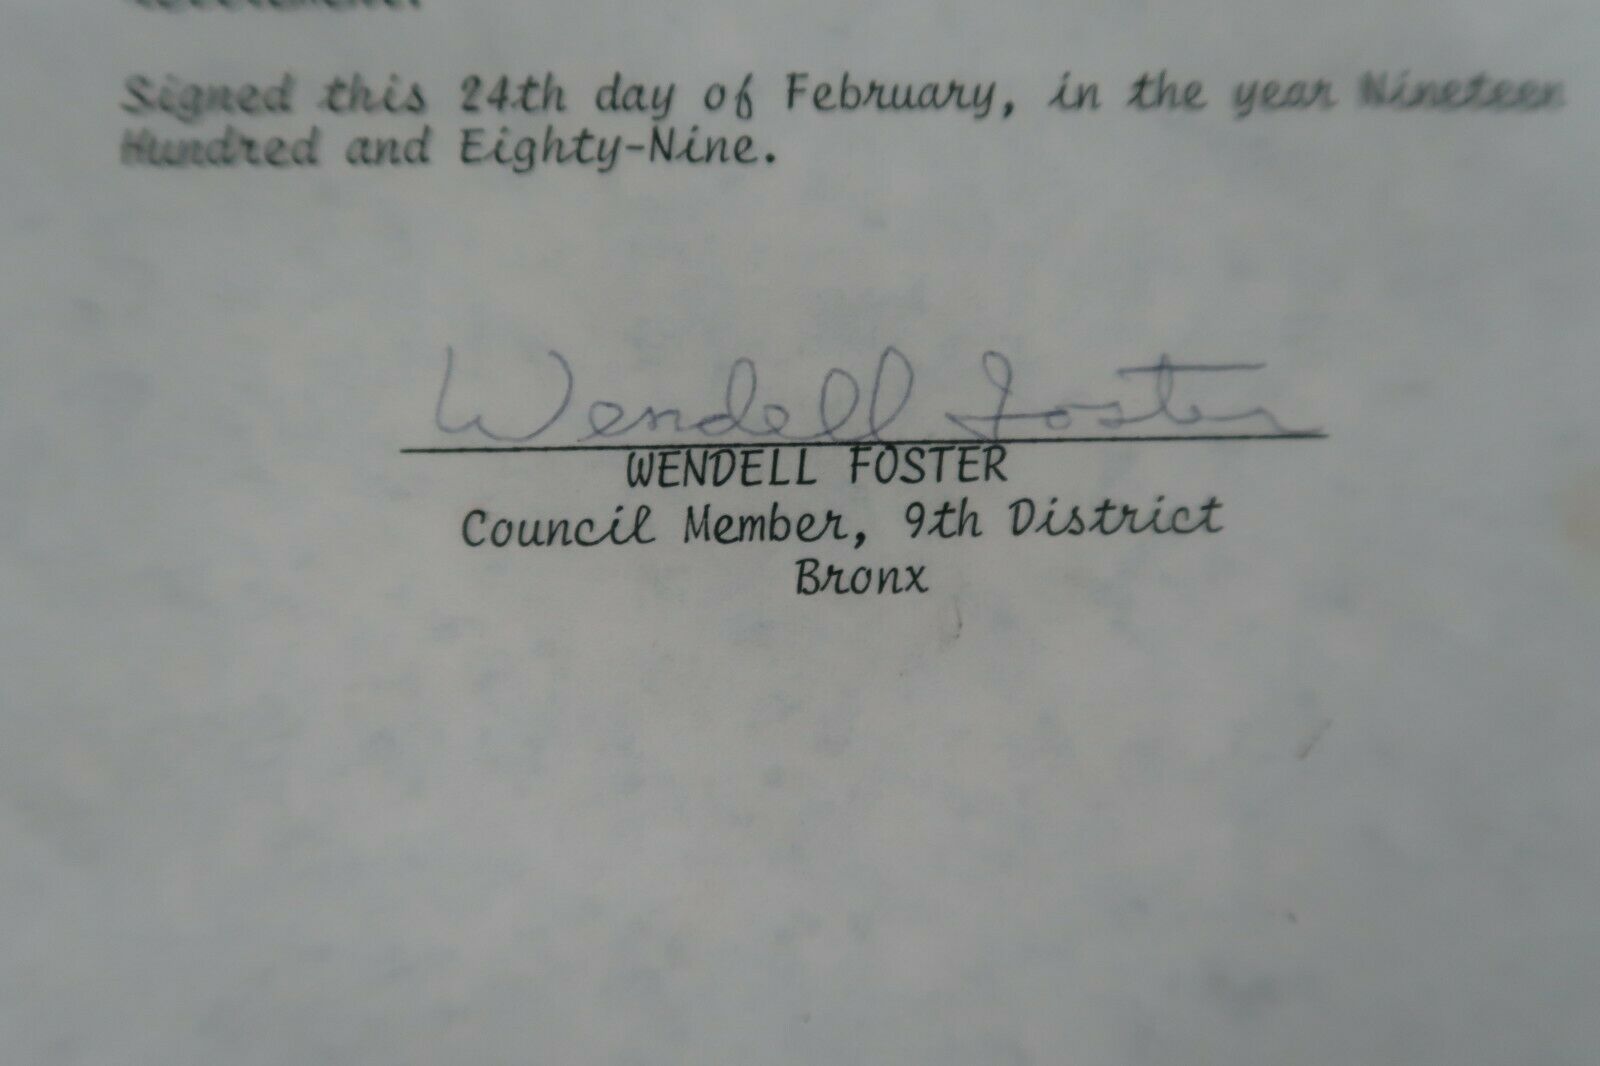 Signed this 24th day of February, in the year Nineteen
Hundred and Eighty-Nine.
Wendell Foster
WENDELL FOSTER
Council Member, 9th District
Bronx